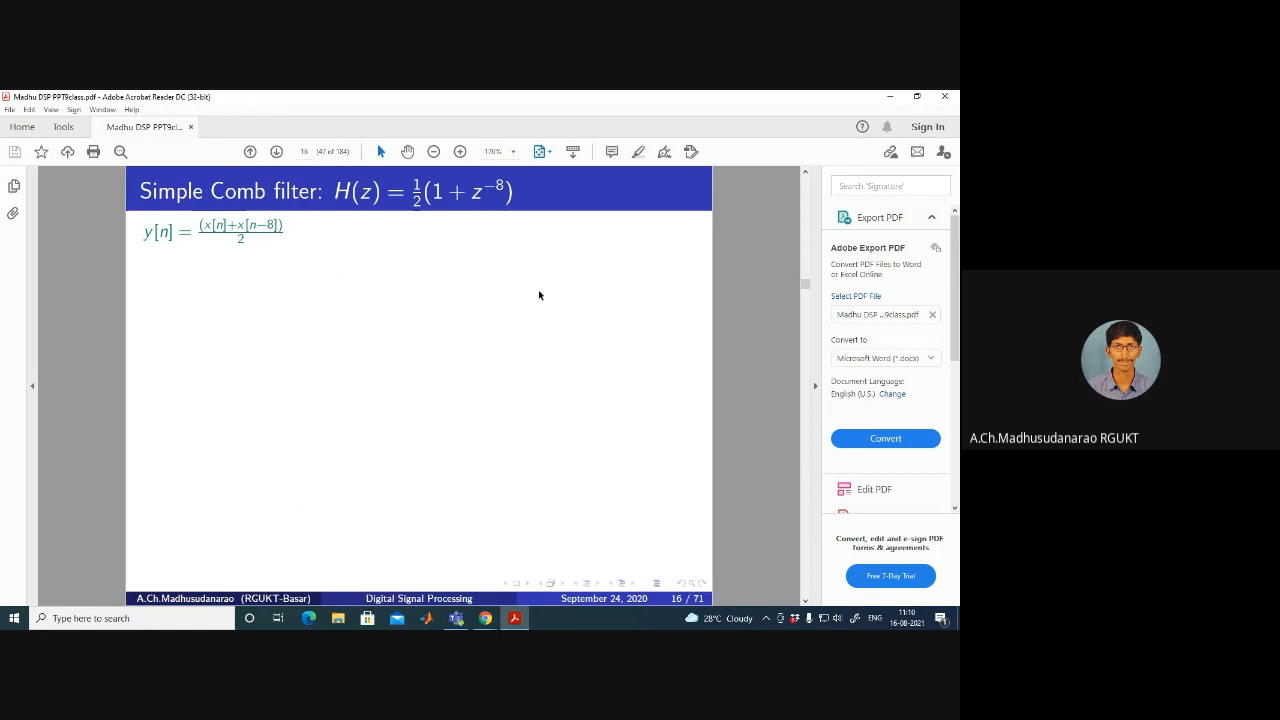 Madhu DSP PPT9class.pdf - Adobe Acrobat Reader DC (32-bit)
File Edit View Sign Window Help
Home Tools Madhu DSP PPT9cl... × Sign In
16 (47 of 184) 176%
Simple Comb filter: H(z) = 1/2(1 + z⁻⁸)
y[n] = (x[n]+x[n−8])/2
Search 'Signature'
Export PDF
Adobe Export PDF
Convert PDF Files to Word
or Excel Online
Select PDF File
Madhu DSP ...9class.pdf
Convert to
Microsoft Word (*.docx)
Document Language:
English (U.S.) Change
Convert
Edit PDF
Convert, edit and e-sign PDF
forms & agreements
Free 7-Day Trial
A.Ch.Madhusudanarao RGUKT
A.Ch.Madhusudanarao (RGUKT-Basar) Digital Signal Processing September 24, 2020 16 / 71
Type here to search 28°C Cloudy ENG 11:10
16-08-2021